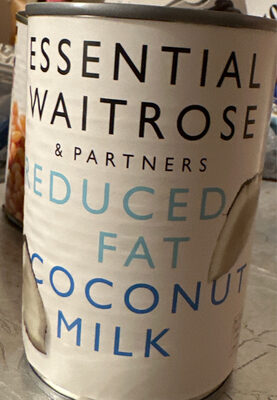 ESSENTIAL
WAITROSE
& PARTNERS
REDUCED
FAT
COCONUT
MILK